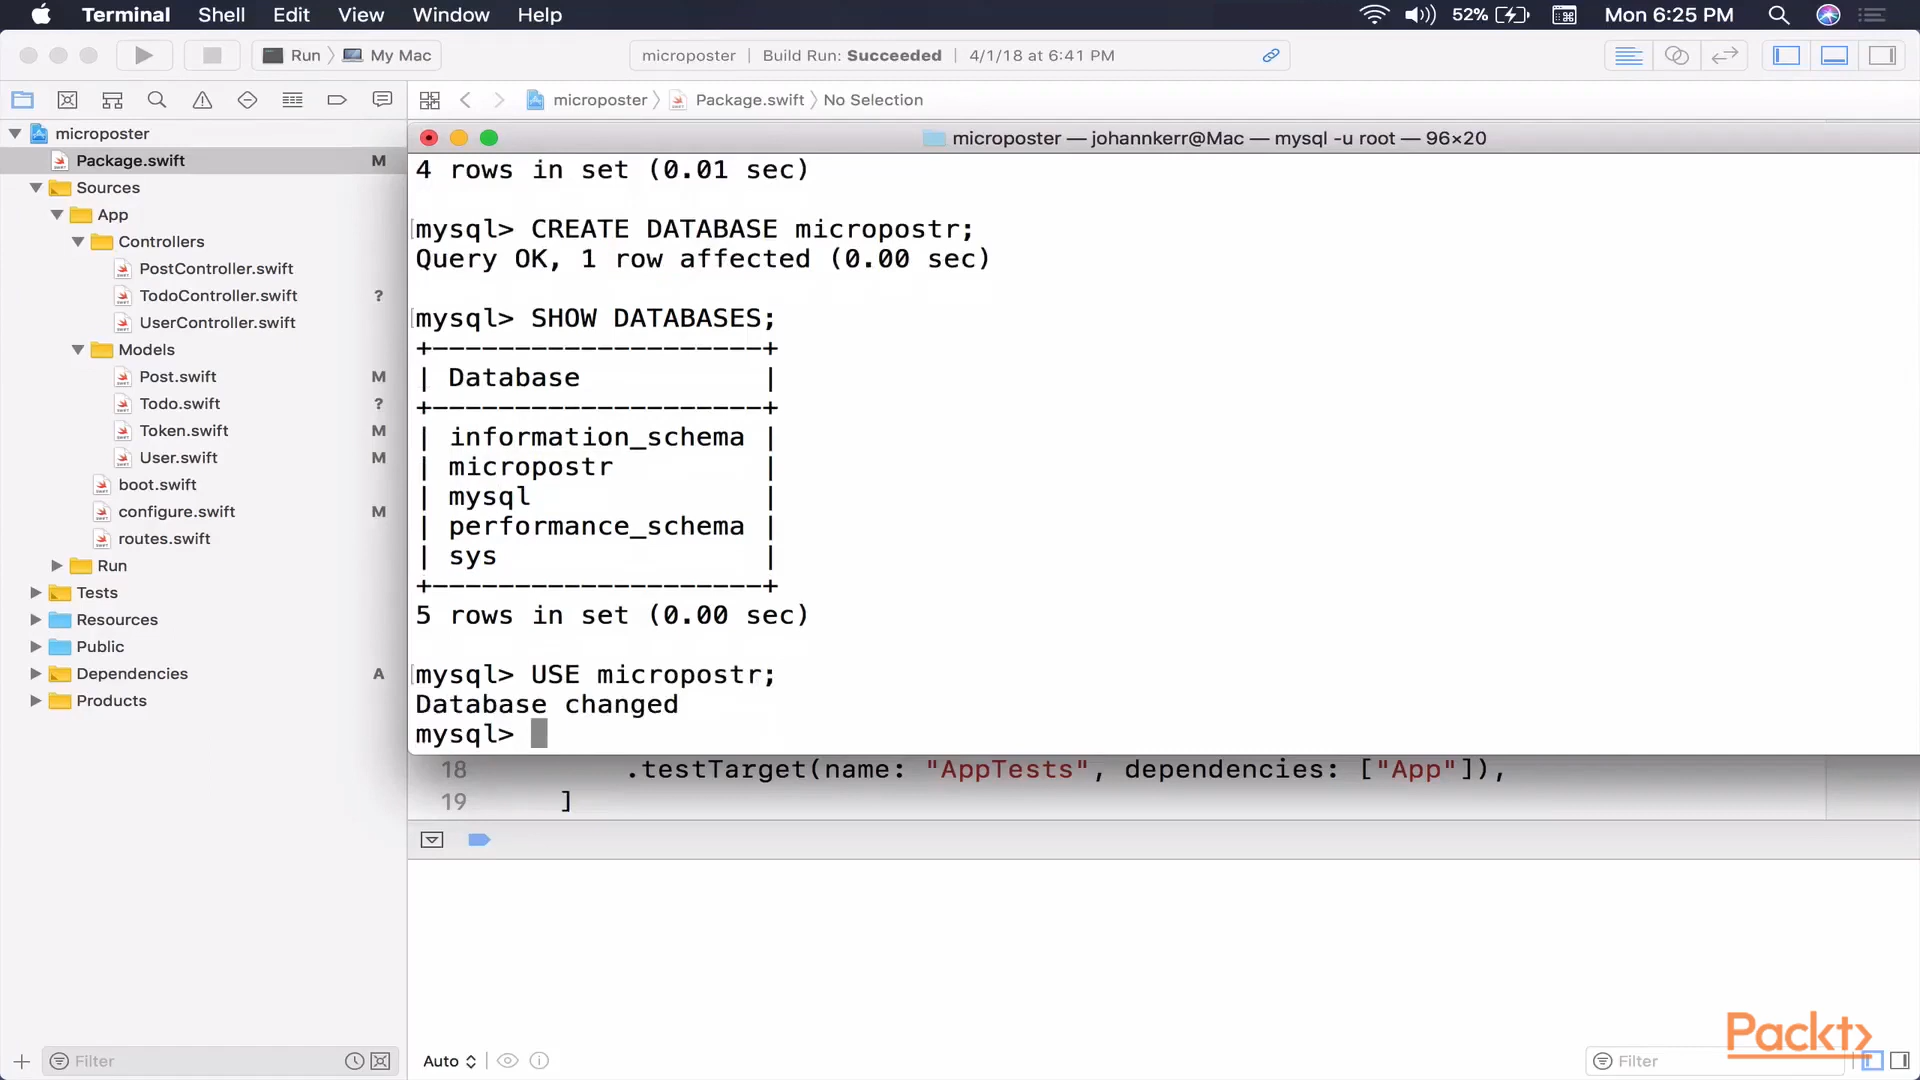 Terminal Shell Edit View Window Help 52% Mon 6:25 PM
Run My Mac microposter | Build Run: Succeeded | 4/1/18 at 6:41 PM
microposter Package.swift No Selection
microposter
Package.swift M
Sources
App
Controllers
PostController.swift
TodoController.swift ?
UserController.swift
Models
Post.swift M
Todo.swift ?
Token.swift M
User.swift M
boot.swift
configure.swift M
routes.swift
Run
Tests
Resources
Public
Dependencies A
Products
Filter
microposter — johannkerr@Mac — mysql -u root — 96×20
4 rows in set (0.01 sec)
mysql> CREATE DATABASE micropostr;
Query OK, 1 row affected (0.00 sec)
mysql> SHOW DATABASES;
+--------------------+
| Database           |
+--------------------+
| information_schema |
| micropostr         |
| mysql              |
| performance_schema |
| sys                |
+--------------------+
5 rows in set (0.00 sec)
mysql> USE micropostr;
Database changed
mysql>
18 .testTarget(name: "AppTests", dependencies: ["App"]),
19 ]
Auto Filter
Packt>